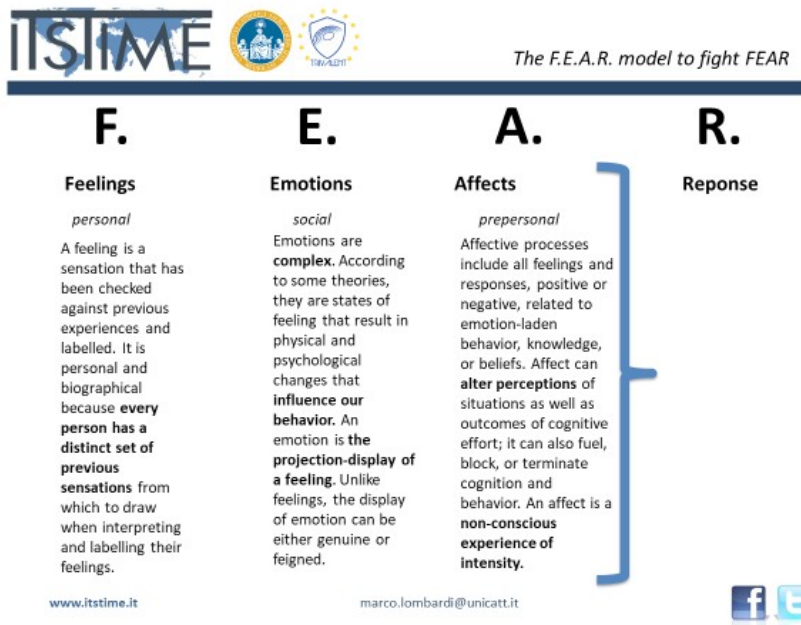 iTSTIME
TRIVALENT
The F.E.A.R. model to fight FEAR
F.
Feelings
personal
A feeling is a
sensation that has
been checked
against previous
experiences and
labelled. It is
personal and
biographical
because every
person has a
distinct set of
previous
sensations from
which to draw
when interpreting
and labelling their
feelings.
E.
Emotions
social
Emotions are
complex. According
to some theories,
they are states of
feeling that result in
physical and
psychological
changes that
influence our
behavior. An
emotion is the
projection-display of
a feeling. Unlike
feelings, the display
of emotion can be
either genuine or
feigned.
A.
Affects
prepersonal
Affective processes
include all feelings and
responses, positive or
negative, related to
emotion-laden
behavior, knowledge,
or beliefs. Affect can
alter perceptions of
situations as well as
outcomes of cognitive
effort; it can also fuel,
block, or terminate
cognition and
behavior. An affect is a
non-conscious
experience of
intensity.
R.
Reponse
www.itstime.it
marco.lombardi@unicatt.it
f
t